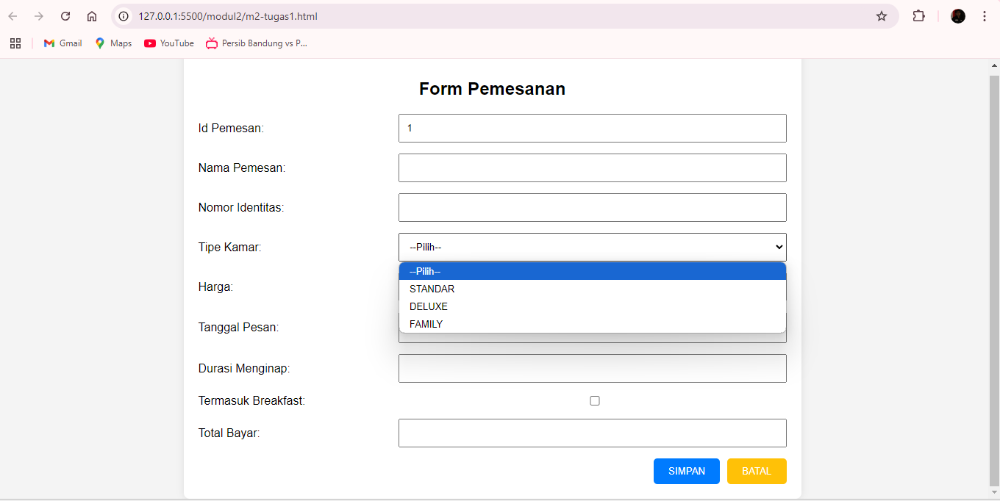 127.0.0.1:5500/modul2/m2-tugas1.html
Gmail Maps YouTube Persib Bandung vs P...
Form Pemesanan
Id Pemesan: 1
Nama Pemesan:
Nomor Identitas:
Tipe Kamar: --Pilih--
--Pilih--
Harga:
STANDAR
DELUXE
Tanggal Pesan:
FAMILY
Durasi Menginap:
Termasuk Breakfast:
Total Bayar:
SIMPAN BATAL